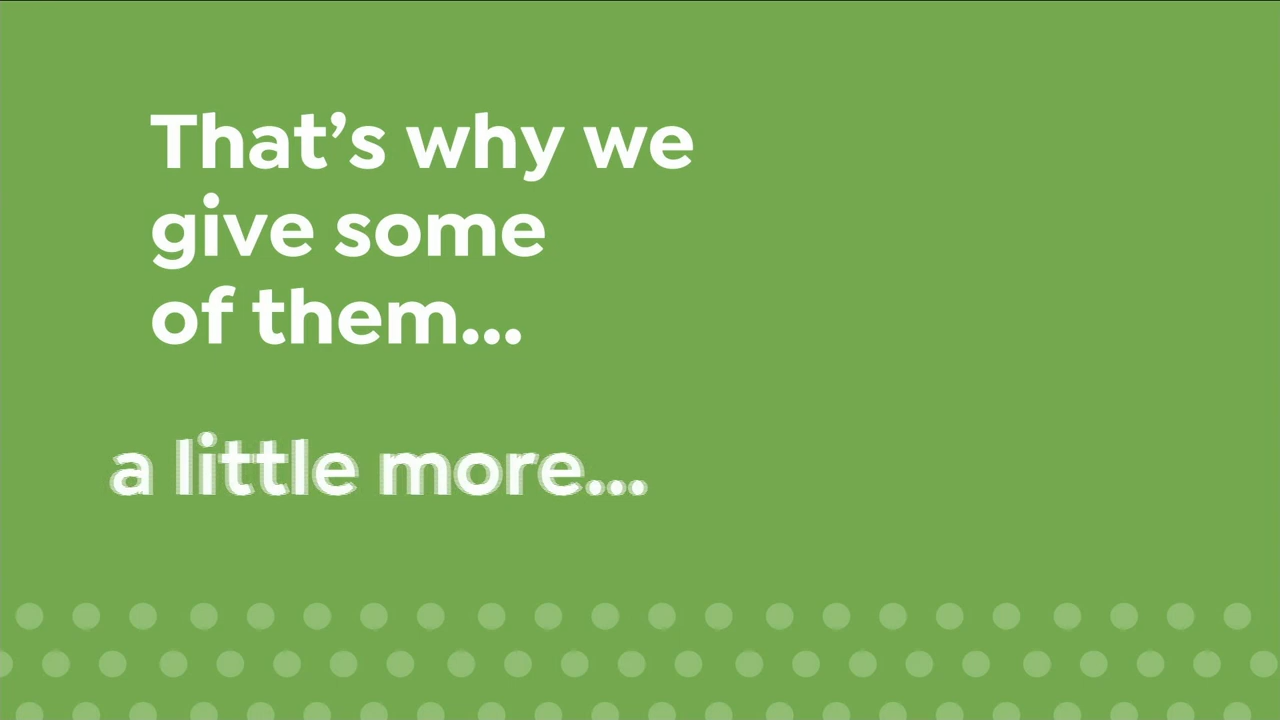 That’s why we
give some
of them...
a little more...